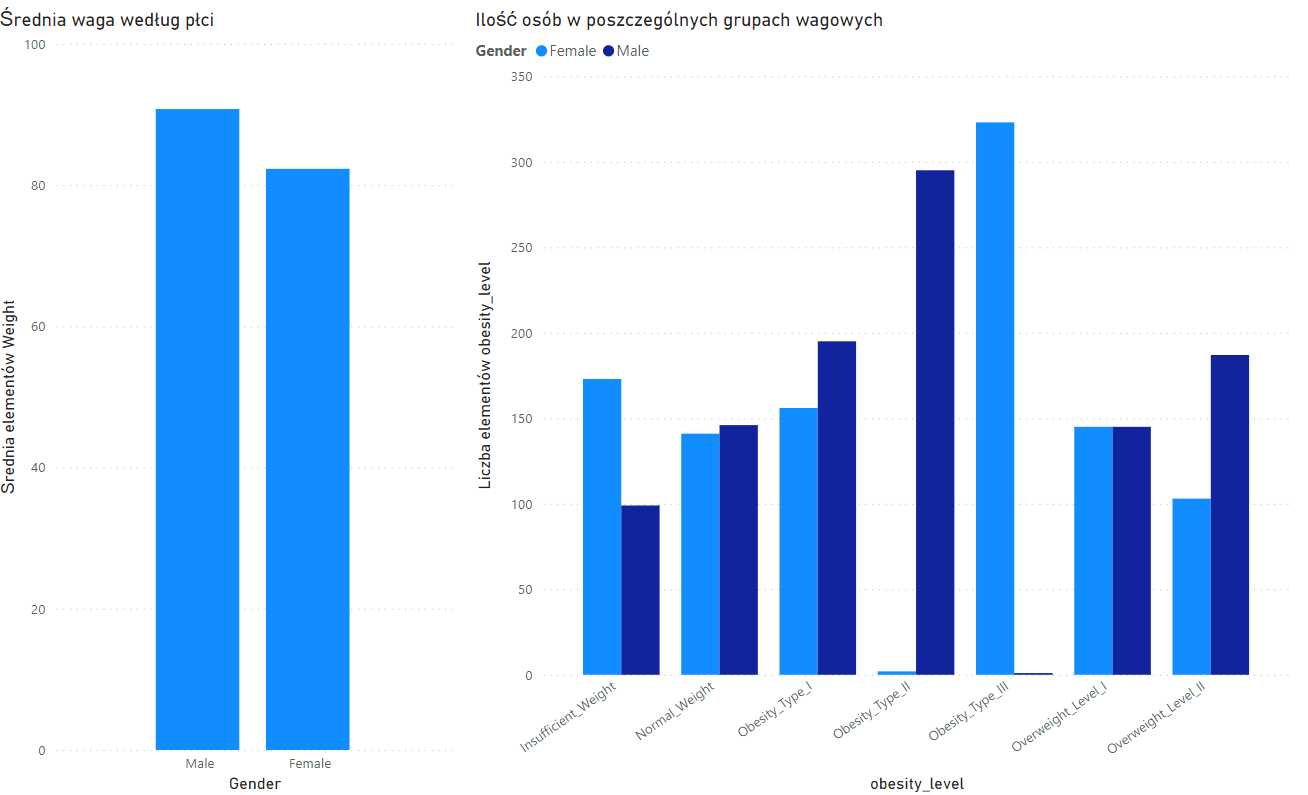 Średnia waga według płci
100
80
60
40
20
0
Średnia elementów Weight
Male
Female
Gender
Ilość osób w poszczególnych grupach wagowych
Gender Female Male
350
300
250
200
150
100
50
0
Liczba elementów obesity_level
Insufficient_Weight
Normal_Weight
Obesity_Type_I
Obesity_Type_II
Obesity_Type_III
Overweight_Level_I
Overweight_Level_II
obesity_level